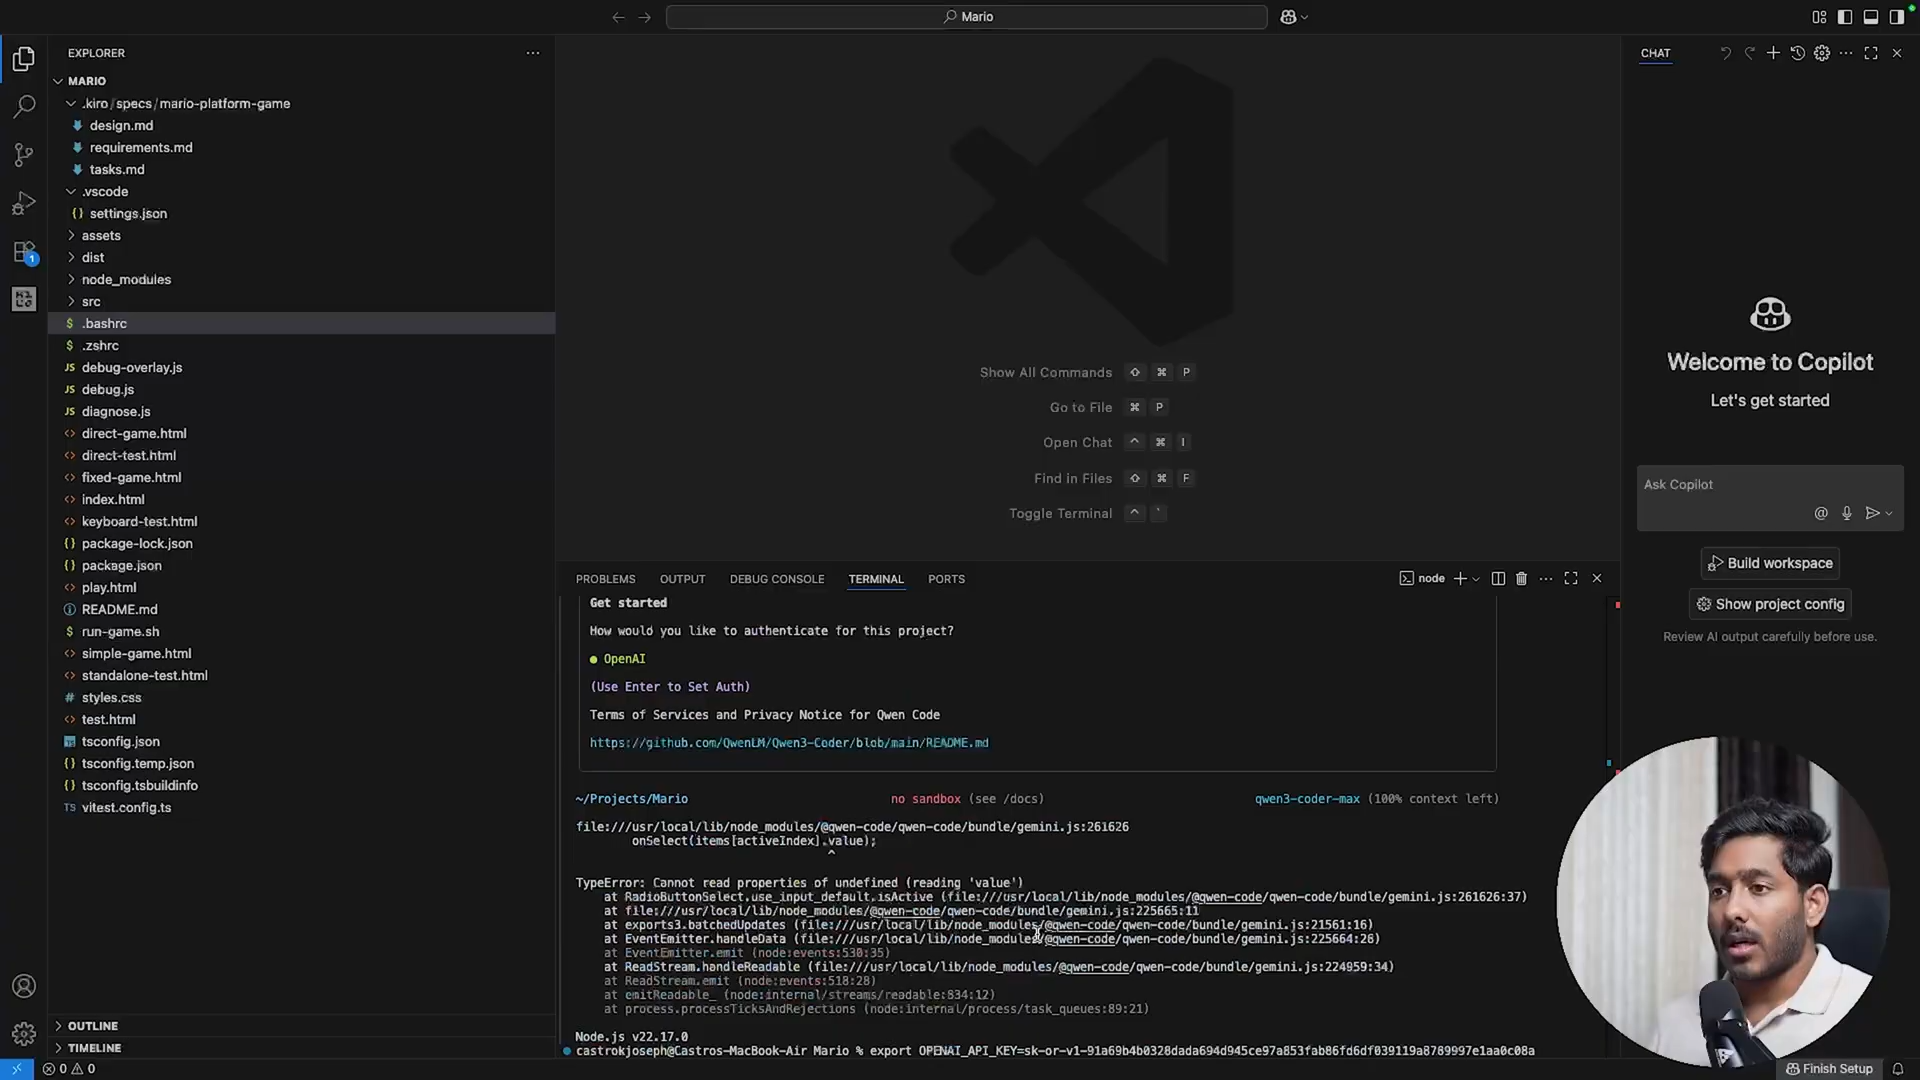 Mario
EXPLORER
MARIO
.kiro / specs / mario-platform-game
design.md
requirements.md
tasks.md
.vscode
settings.json
assets
dist
node_modules
src
.bashrc
.zshrc
debug-overlay.js
debug.js
diagnose.js
direct-game.html
direct-test.html
fixed-game.html
index.html
keyboard-test.html
package-lock.json
package.json
play.html
README.md
run-game.sh
simple-game.html
standalone-test.html
styles.css
test.html
tsconfig.json
tsconfig.temp.json
tsconfig.tsbuildinfo
vitest.config.ts
OUTLINE
TIMELINE
Show All Commands ⇧ ⌘ P
Go to File ⌘ P
Open Chat ^ ⌘ I
Find in Files ⇧ ⌘ F
Toggle Terminal ^ `
PROBLEMS OUTPUT DEBUG CONSOLE TERMINAL PORTS
node
Get started
How would you like to authenticate for this project?
● OpenAI
(Use Enter to Set Auth)
Terms of Services and Privacy Notice for Qwen Code
https://github.com/QwenLM/Qwen3-Coder/blob/main/README.md
~/Projects/Mario no sandbox (see /docs) qwen3-coder-max (100% context left)
file:///usr/local/lib/node_modules/@qwen-code/qwen-code/bundle/gemini.js:261626
onSelect(items[activeIndex].value);
^
TypeError: Cannot read properties of undefined (reading 'value')
at RadioButtonSelect.use_input_default.isActive (file:///usr/local/lib/node_modules/@qwen-code/qwen-code/bundle/gemini.js:261626:37)
at file:///usr/local/lib/node_modules/@qwen-code/qwen-code/bundle/gemini.js:225665:11
at exports3.batchedUpdates (file:///usr/local/lib/node_modules/@qwen-code/qwen-code/bundle/gemini.js:21561:16)
at EventEmitter.handleData (file:///usr/local/lib/node_modules/@qwen-code/qwen-code/bundle/gemini.js:225664:26)
at EventEmitter.emit (node:events:530:35)
at ReadStream.handleReadable (file:///usr/local/lib/node_modules/@qwen-code/qwen-code/bundle/gemini.js:224959:34)
at ReadStream.emit (node:events:518:28)
at emitReadable_ (node:internal/streams/readable:834:12)
at process.processTicksAndRejections (node:internal/process/task_queues:89:21)
Node.js v22.17.0
castrokjoseph@Castros-MacBook-Air Mario % export OPENAI_API_KEY=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
CHAT
Welcome to Copilot
Let's get started
Ask Copilot
Build workspace
Show project config
Review AI output carefully before use.
1
0 0
Finish Setup